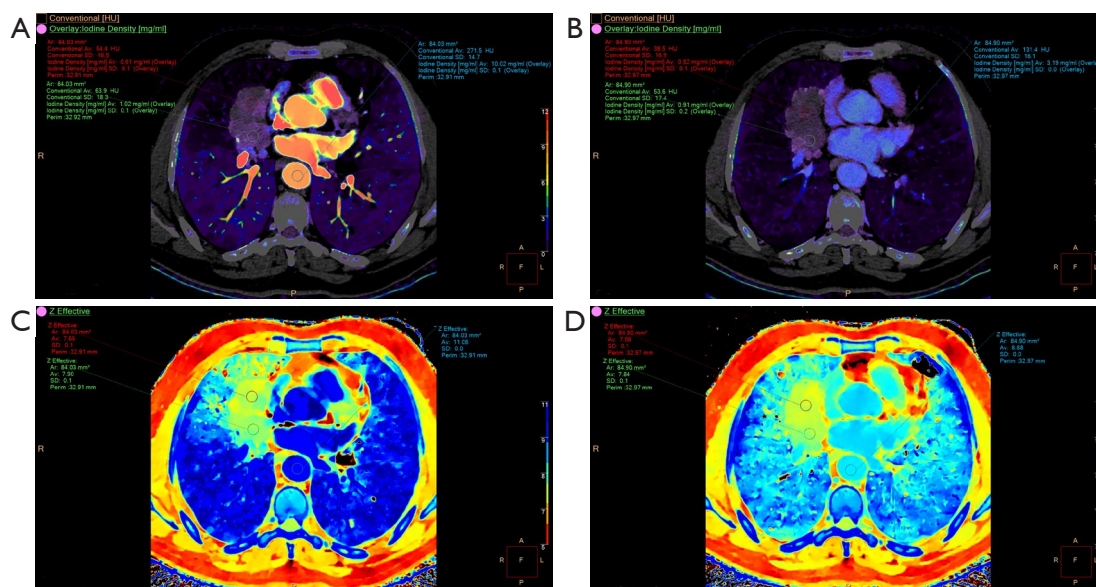 A
Conventional [HU]
Overlay:Iodine Density [mg/ml]
Ar: 84.03 mm²
Conventional Av: 54.4 HU
Conventional SD: 16.5
Iodine Density [mg/ml] Av: 0.61 mg/ml (Overlay)
Iodine Density [mg/ml] SD: 0.1 (Overlay)
Perim: 32.91 mm
Ar: 84.03 mm²
Conventional Av: 63.9 HU
Conventional SD: 18.3
Iodine Density [mg/ml] Av: 1.02 mg/ml (Overlay)
Iodine Density [mg/ml] SD: 0.1 (Overlay)
Perim: 32.92 mm
Ar: 84.03 mm²
Conventional Av: 271.5 HU
Conventional SD: 14.7
Iodine Density [mg/ml] Av: 10.02 mg/ml (Overlay)
Iodine Density [mg/ml] SD: 0.1 (Overlay)
Perim: 32.91 mm
12
9
6
3
0
R
P
A
R F L
P
B
Conventional [HU]
Overlay:Iodine Density [mg/ml]
Ar: 84.90 mm²
Conventional Av: 38.5 HU
Conventional SD: 16.9
Iodine Density [mg/ml] Av: 0.52 mg/ml (Overlay)
Iodine Density [mg/ml] SD: 0.1 (Overlay)
Perim: 32.97 mm
Ar: 84.90 mm²
Conventional Av: 53.6 HU
Conventional SD: 17.4
Iodine Density [mg/ml] Av: 0.91 mg/ml (Overlay)
Iodine Density [mg/ml] SD: 0.2 (Overlay)
Perim: 32.97 mm
Ar: 84.90 mm²
Conventional Av: 131.4 HU
Conventional SD: 16.1
Iodine Density [mg/ml] Av: 3.19 mg/ml (Overlay)
Iodine Density [mg/ml] SD: 0.0 (Overlay)
Perim: 32.97 mm
R
A
R F L
P
C
Z Effective
Z Effective:
Ar: 84.03 mm²
SD: 0.1
Perim: 32.91 mm
Z Effective:
Ar: 84.03 mm²
Av: 7.90
SD: 0.1
Perim: 32.91 mm
Z Effective:
Ar: 84.03 mm²
SD: 0.0
Perim: 32.91 mm
11
9
8
7
5
R
P
A
R F L
P
D
Z Effective
Z Effective:
Ar: 84.90 mm²
SD: 0.1
Perim: 32.97 mm
Z Effective:
Ar: 84.90 mm²
Av: 7.84
SD: 0.1
Perim: 32.97 mm
Z Effective:
Ar: 84.90 mm²
Av: 8.88
SD: 0.0
Perim: 32.97 mm
R
A
R F L
P